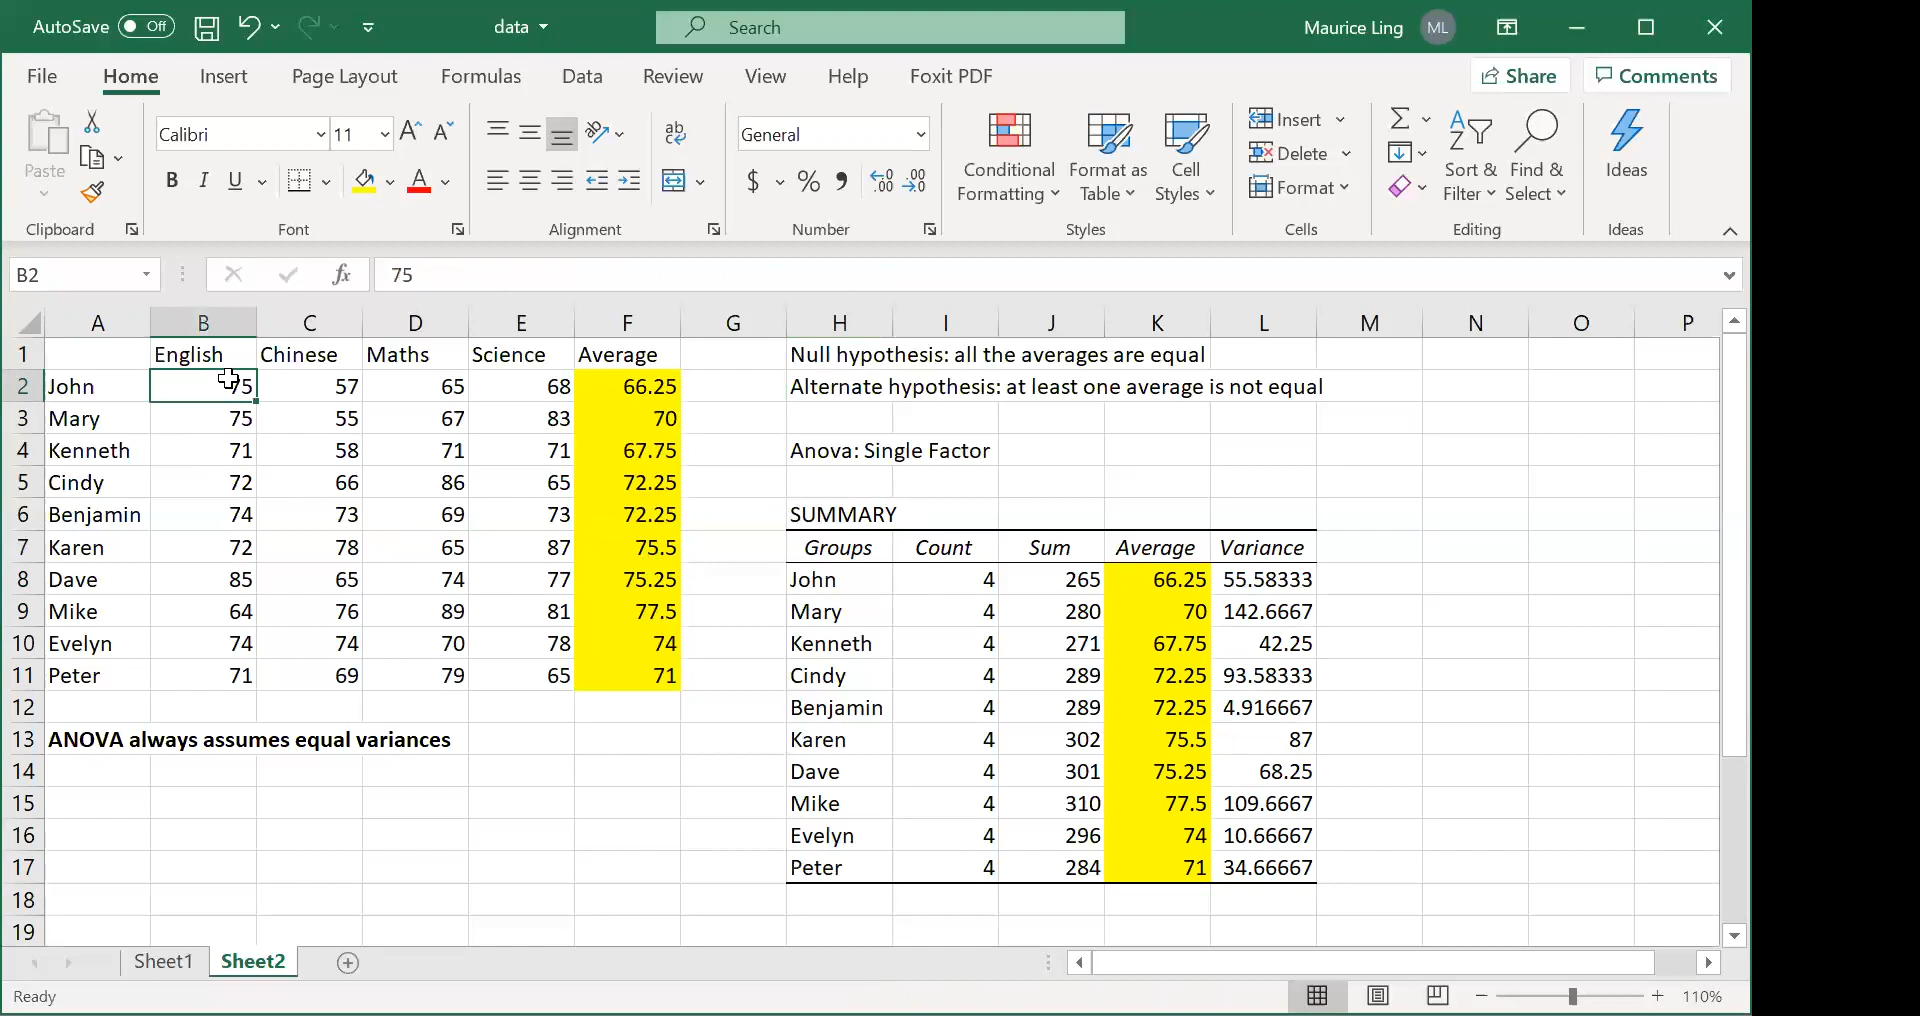 AutoSave Off data Search Maurice Ling ML
File Home Insert Page Layout Formulas Data Review View Help Foxit PDF Share Comments
Paste
Clipboard
Calibri 11
B I U A
Font
ab
Alignment
General
$ % , .00
Number
Conditional Formatting
Format as Table
Cell Styles
Styles
Insert
Delete
Format
Cells
Sort & Filter
Find & Select
Editing
Ideas
Ideas
B2 fx 75
A B C D E F G H I J K L M N O P
1 English Chinese Maths Science Average Null hypothesis: all the averages are equal
2 John 75 57 65 68 66.25 Alternate hypothesis: at least one average is not equal
3 Mary 75 55 67 83 70
4 Kenneth 71 58 71 71 67.75 Anova: Single Factor
5 Cindy 72 66 86 65 72.25
6 Benjamin 74 73 69 73 72.25 SUMMARY
7 Karen 72 78 65 87 75.5 Groups Count Sum Average Variance
8 Dave 85 65 74 77 75.25 John 4 265 66.25 55.58333
9 Mike 64 76 89 81 77.5 Mary 4 280 70 142.6667
10 Evelyn 74 74 70 78 74 Kenneth 4 271 67.75 42.25
11 Peter 71 69 79 65 71 Cindy 4 289 72.25 93.58333
12 Benjamin 4 289 72.25 4.916667
13 ANOVA always assumes equal variances Karen 4 302 75.5 87
14 Dave 4 301 75.25 68.25
15 Mike 4 310 77.5 109.6667
16 Evelyn 4 296 74 10.66667
17 Peter 4 284 71 34.66667
18
19
Sheet1 Sheet2
Ready 110%